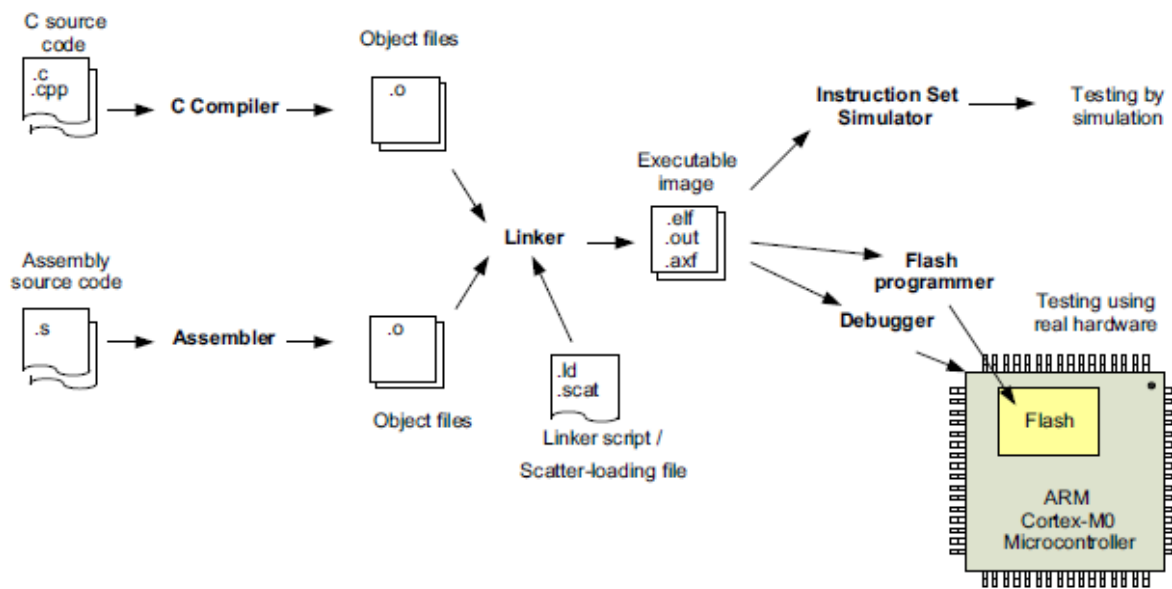 C source
code
.c
.cpp
C Compiler
Object files
.o
Assembly
source code
.s
Assembler
.o
Object files
Linker
.ld
.scat
Linker script /
Scatter-loading file
Executable
image
.elf
.out
.axf
Instruction Set
Simulator
Testing by
simulation
Flash
programmer
Debugger
Testing using
real hardware
Flash
ARM
Cortex-M0
Microcontroller